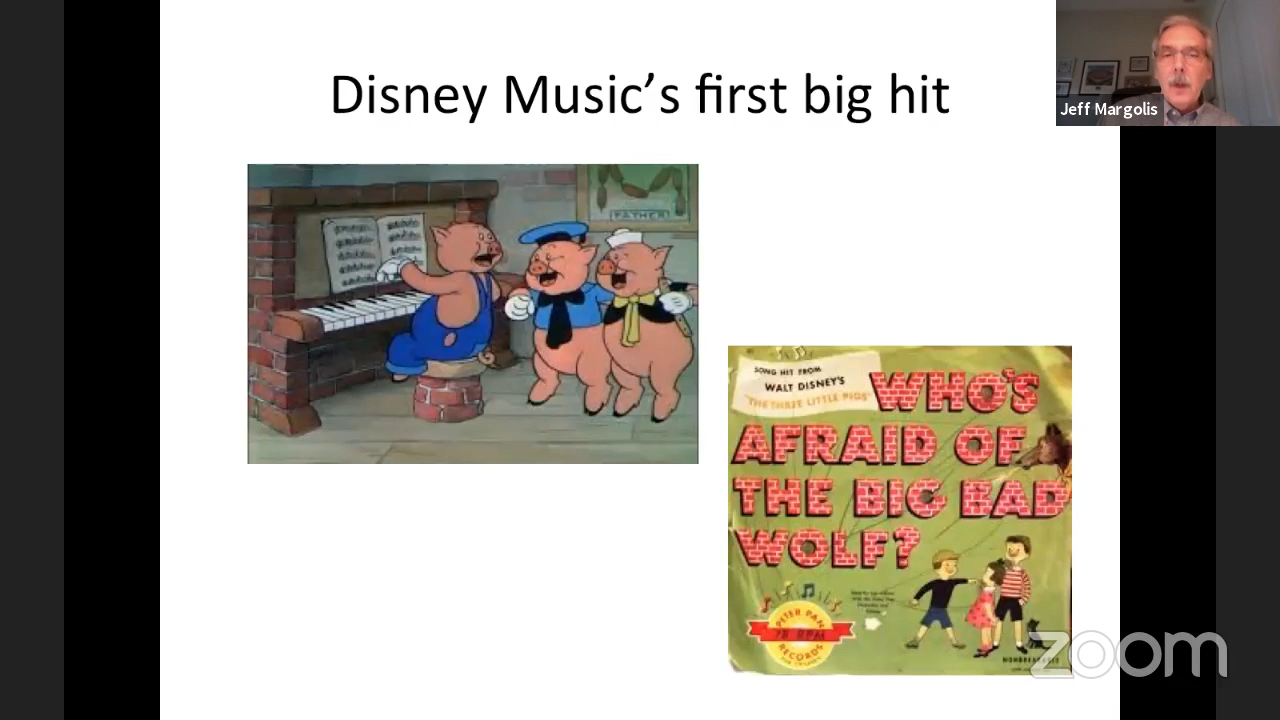 Disney Music’s first big hit
Jeff Margolis
FATHER
SONG HIT FROM
WALT DISNEY'S
"THE THREE LITTLE PIGS"
WHO'S
AFRAID OF
THE BIG BAD
WOLF?
PETER PAN
78 RPM
RECORDS
zoom